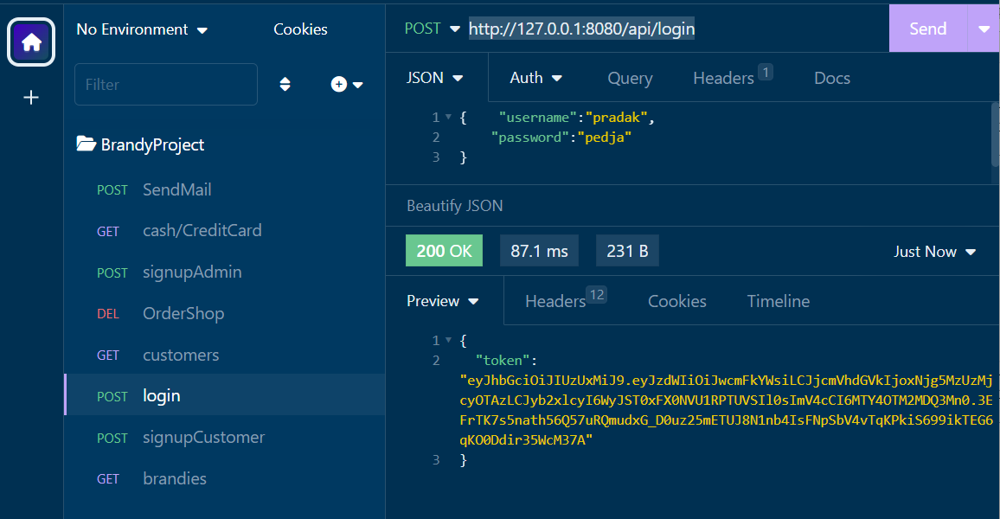 No Environment
Cookies
Filter
BrandyProject
POST SendMail
GET cash/CreditCard
POST signupAdmin
DEL OrderShop
GET customers
POST login
POST signupCustomer
GET brandies
POST http://127.0.0.1:8080/api/login
Send
JSON Auth Query Headers 1 Docs
1 { "username":"pradak",
2 "password":"pedja"
3 }
Beautify JSON
200 OK 87.1 ms 231 B Just Now
Preview Headers 12 Cookies Timeline
1 {
2 "token":
"eyJhbGciOiJIUzUxMiJ9.eyJzdWIiOiJwcmFkYWsiLCJjcmVhdGVkIjoxNjg5MzUzMj
cyOTAzLCJyb2xlcyI6WyJST0xFX0NVU1RPTUVSIl0sImV4cCI6MTY4OTM2MDQ3Mn0.3E
FrTK7s5nath56Q57uRQmudxG_D0uz25mETUJ8N1nb4IsFNpSbV4vTqKPkiS699ikTEG6
qKO0Ddir35WcM37A"
3 }